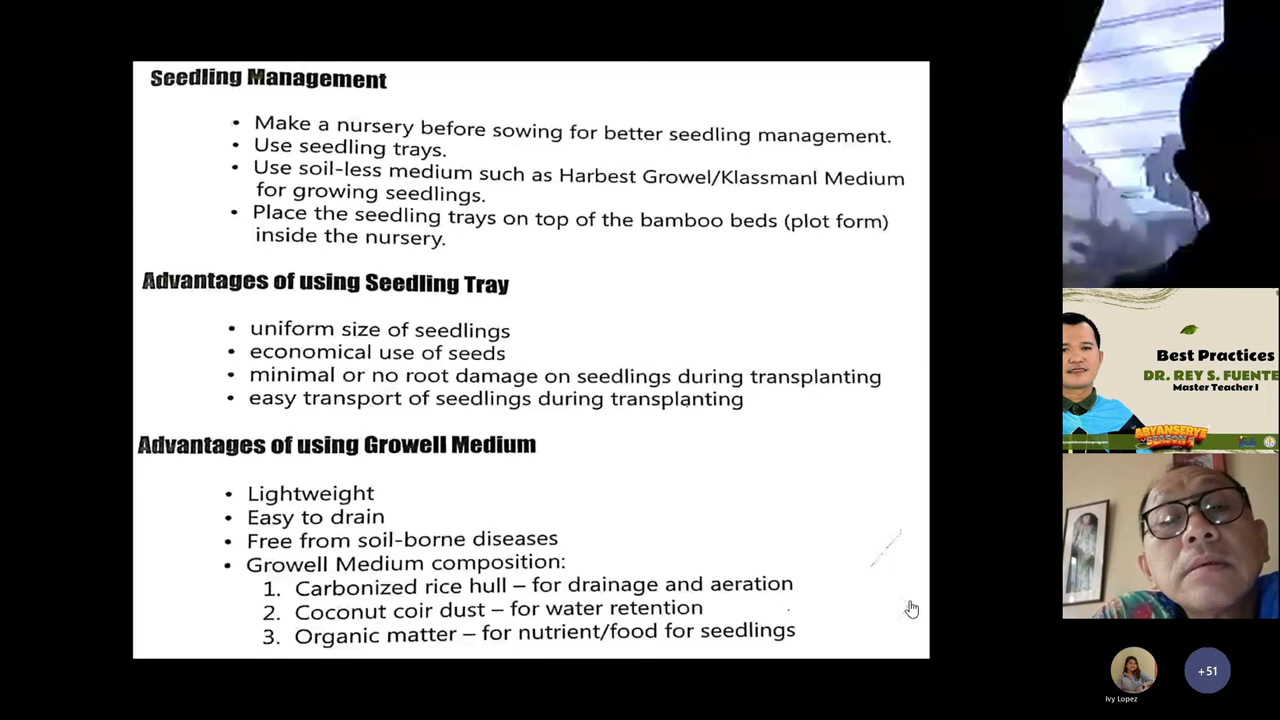 Seedling Management
• Make a nursery before sowing for better seedling management.
• Use seedling trays.
• Use soil-less medium such as Harbest Growel/Klassmanl Medium
for growing seedlings.
• Place the seedling trays on top of the bamboo beds (plot form)
inside the nursery.
Advantages of using Seedling Tray
• uniform size of seedlings
• economical use of seeds
• minimal or no root damage on seedlings during transplanting
• easy transport of seedlings during transplanting
Advantages of using Growell Medium
• Lightweight
• Easy to drain
• Free from soil-borne diseases
• Growell Medium composition:
1. Carbonized rice hull – for drainage and aeration
2. Coconut coir dust – for water retention
3. Organic matter – for nutrient/food for seedlings
Best Practices
DR. REY S. FUENTE
Master Teacher I
ABYANSERYE
SEASON
Ivy Lopez
+51